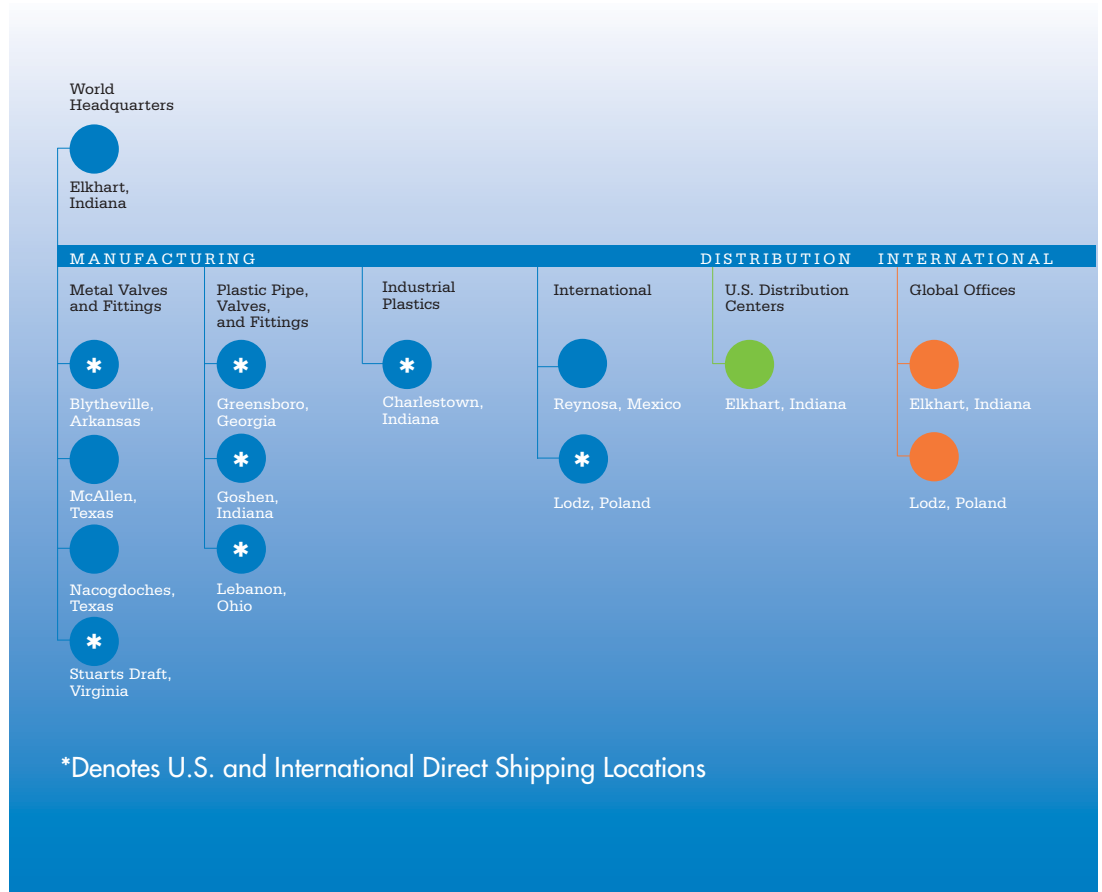 World
Headquarters
Elkhart,
Indiana
MANUFACTURING
DISTRIBUTION
INTERNATIONAL
Metal Valves
and Fittings
*
Blytheville,
Arkansas
McAllen,
Texas
Nacogdoches,
Texas
*
Stuarts Draft,
Virginia
Plastic Pipe,
Valves,
and Fittings
*
Greensboro,
Georgia
*
Goshen,
Indiana
*
Lebanon,
Ohio
Industrial
Plastics
*
Charlestown,
Indiana
International
Reynosa, Mexico
*
Lodz, Poland
U.S. Distribution
Centers
Elkhart, Indiana
Global Offices
Elkhart, Indiana
Lodz, Poland
*Denotes U.S. and International Direct Shipping Locations